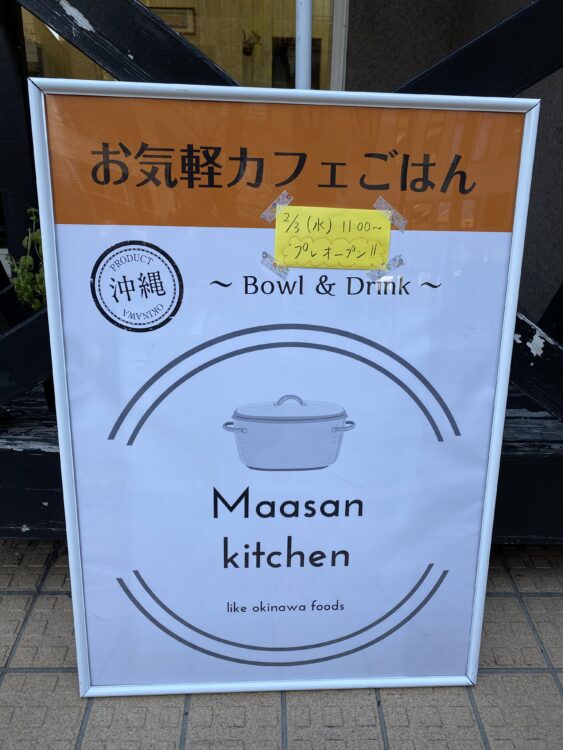 お気軽カフェごはん
2/3(水) 11:00〜
プレオープン!!
PRODUCT
沖縄
OKINAWA
〜 Bowl & Drink 〜
Maasan
kitchen
like okinawa foods